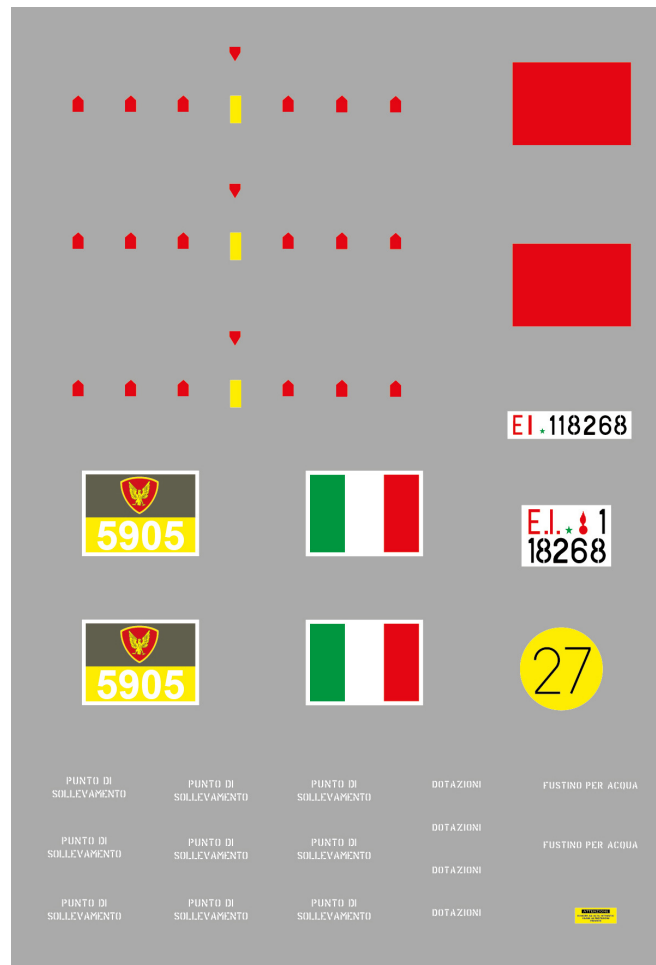 EI 118268
5905
E.I. 1
18268
5905
27
PUNTO DI
SOLLEVAMENTO
PUNTO DI
SOLLEVAMENTO
PUNTO DI
SOLLEVAMENTO
DOTAZIONI
FUSTINO PER ACQUA
DOTAZIONI
PUNTO DI
SOLLEVAMENTO
PUNTO DI
SOLLEVAMENTO
PUNTO DI
SOLLEVAMENTO
FUSTINO PER ACQUA
DOTAZIONI
PUNTO DI
SOLLEVAMENTO
PUNTO DI
SOLLEVAMENTO
PUNTO DI
SOLLEVAMENTO
DOTAZIONI
ATTENZIONE